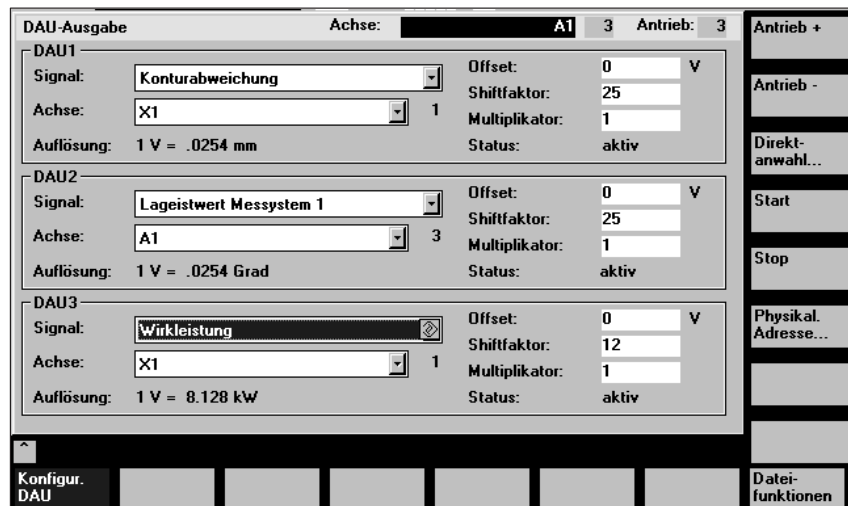 DAU-Ausgabe Achse: A1 3 Antrieb: 3
DAU1
Signal: Konturabweichung
Achse: X1 1
Auflösung: 1 V = .0254 mm
Offset: 0 V
Shiftfaktor: 25
Multiplikator: 1
Status: aktiv
DAU2
Signal: Lageistwert Messystem 1
Achse: A1 3
Auflösung: 1 V = .0254 Grad
Offset: 0 V
Shiftfaktor: 25
Multiplikator: 1
Status: aktiv
DAU3
Signal: Wirkleistung
Achse: X1 1
Auflösung: 1 V = 8.128 kW
Offset: 0 V
Shiftfaktor: 12
Multiplikator: 1
Status: aktiv
Antrieb +
Antrieb -
Direkt-
anwahl...
Start
Stop
Physikal.
Adresse...
^
Konfigur.
DAU
Datei-
funktionen